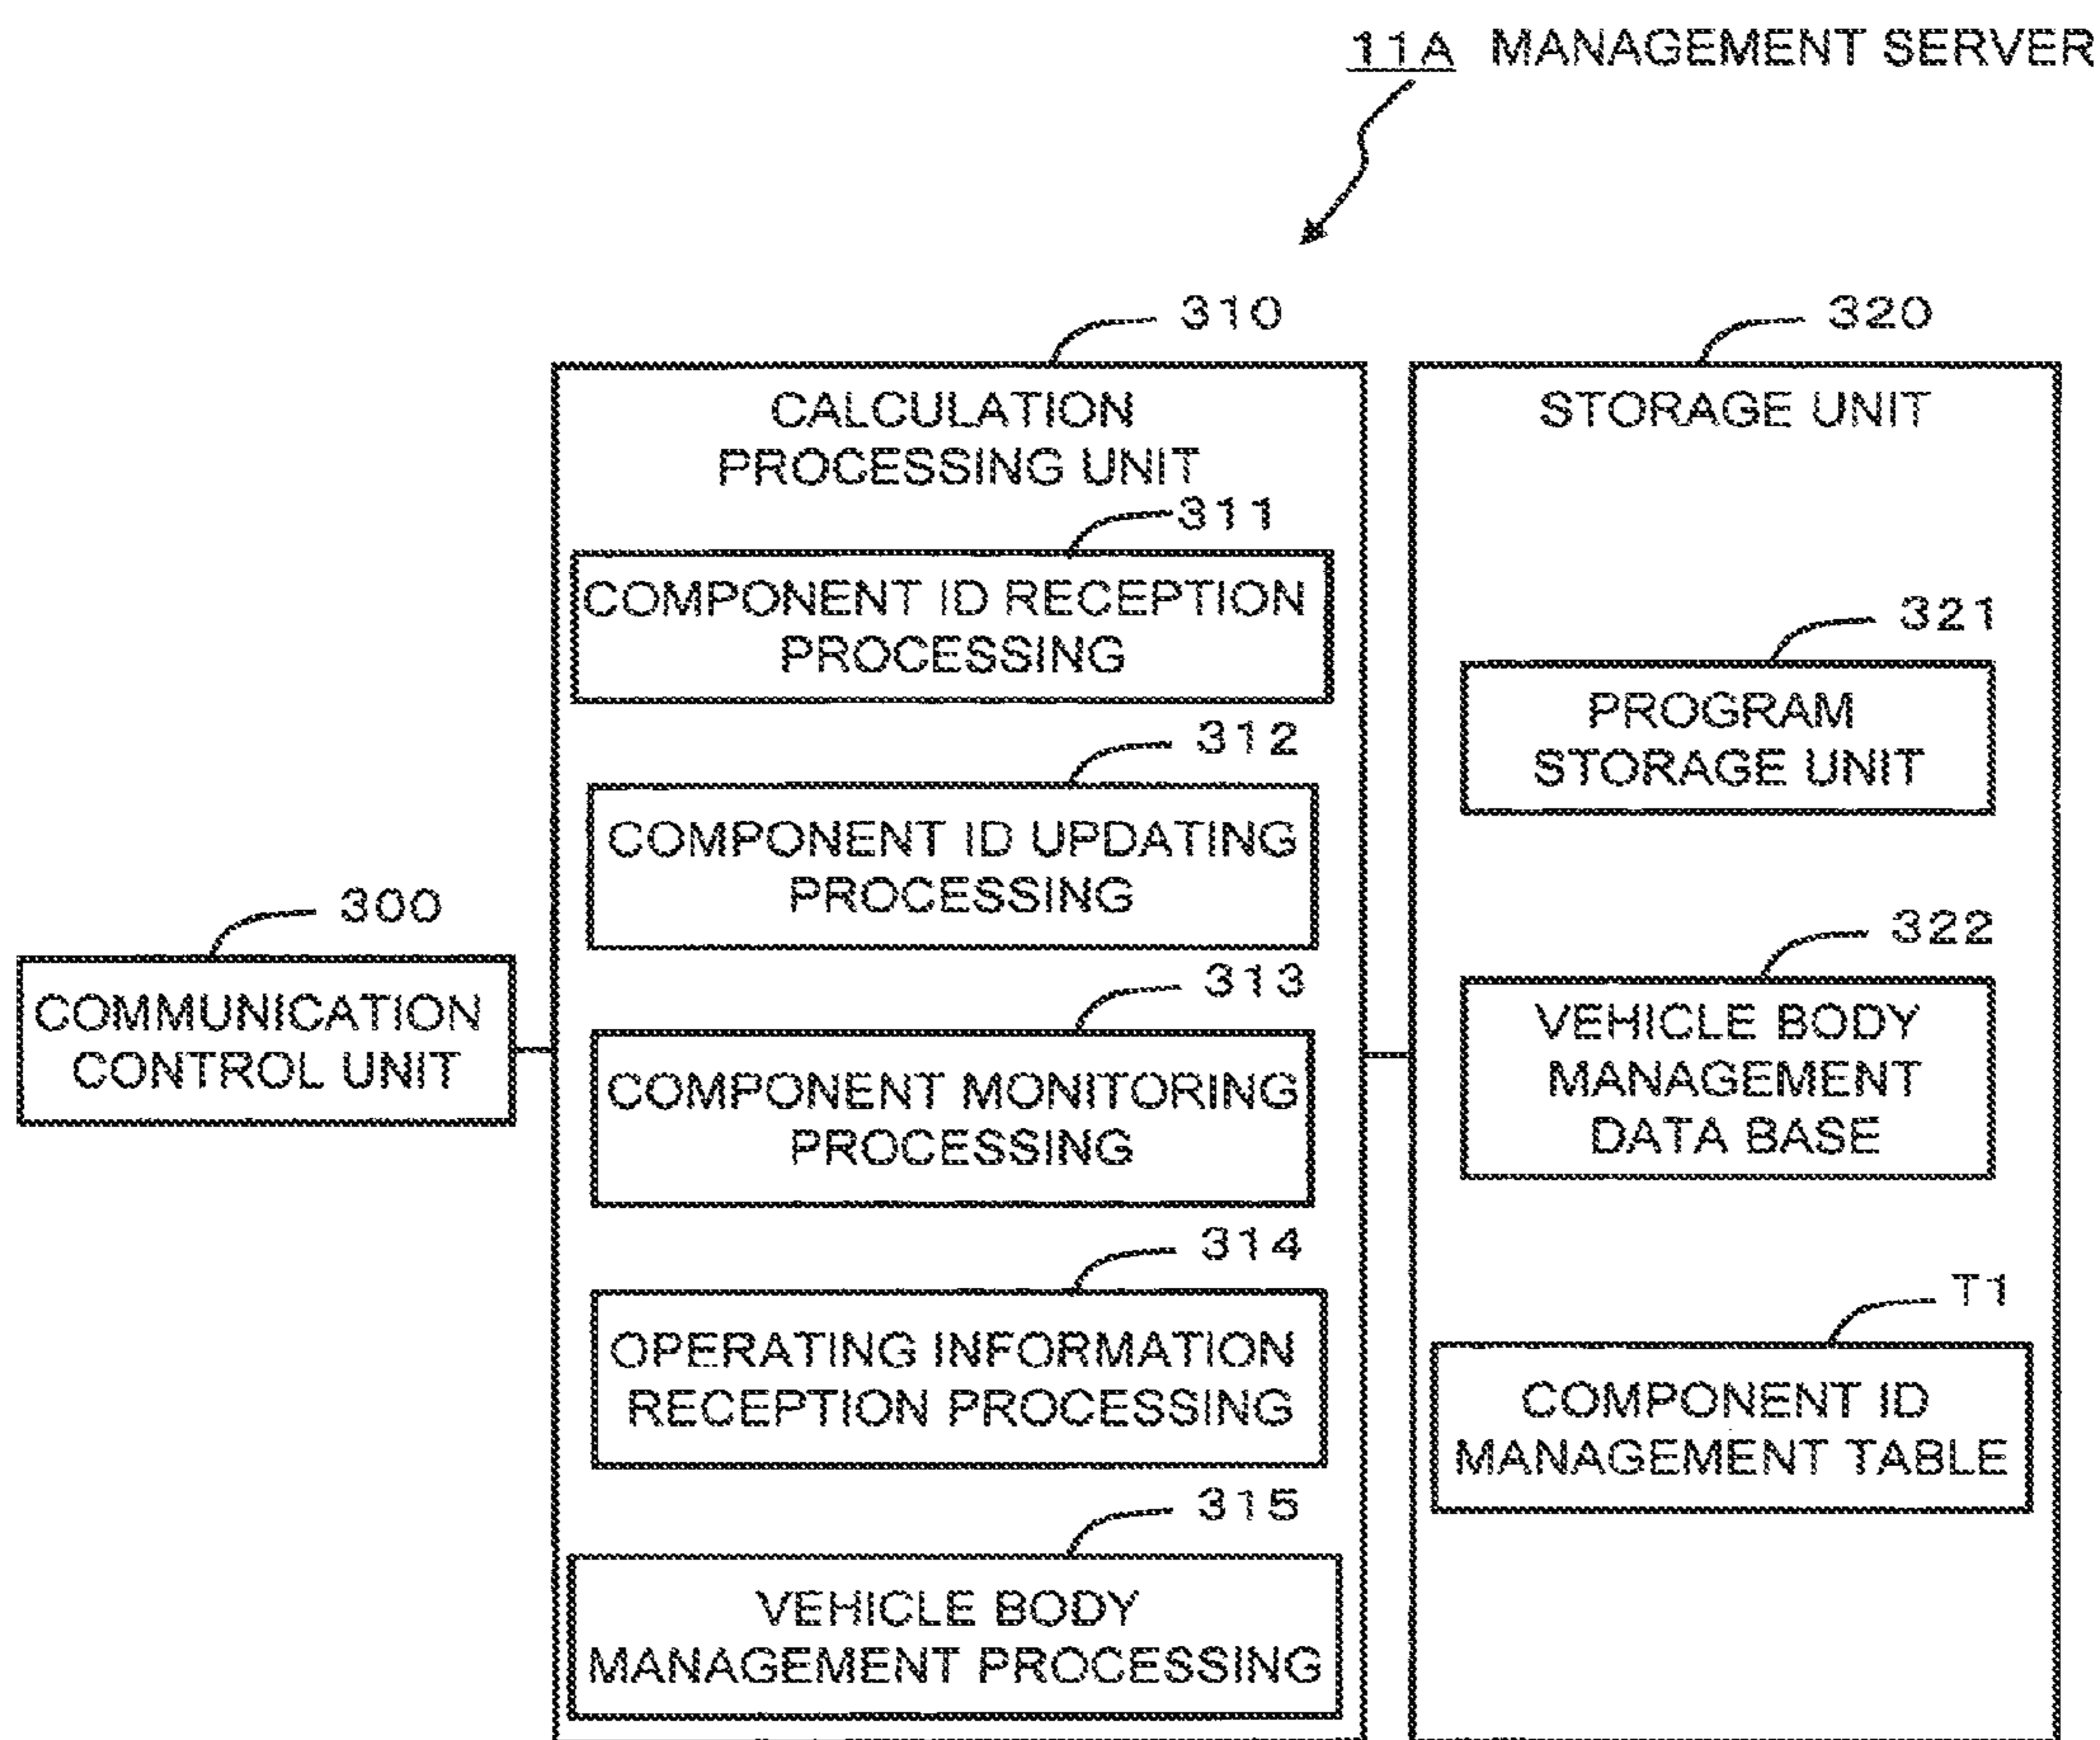 11A MANAGEMENT SERVER
310
CALCULATION
PROCESSING UNIT
311
COMPONENT ID RECEPTION
PROCESSING
312
COMPONENT ID UPDATING
PROCESSING
300
COMMUNICATION
CONTROL UNIT
313
COMPONENT MONITORING
PROCESSING
314
OPERATING INFORMATION
RECEPTION PROCESSING
315
VEHICLE BODY
MANAGEMENT PROCESSING
320
STORAGE UNIT
321
PROGRAM
STORAGE UNIT
322
VEHICLE BODY
MANAGEMENT
DATA BASE
T1
COMPONENT ID
MANAGEMENT TABLE